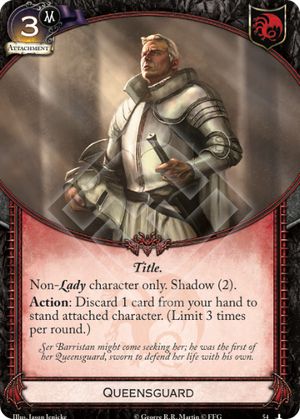 3
Attachment
Title.
Non-Lady character only. Shadow (2).
Action: Discard 1 card from your hand to
stand attached character. (Limit 3 times
per round.)
Ser Barristan might come seeking her; he was the first of
her Queensguard, sworn to defend her life with his own.
Queensguard
Illus. Jason Jenicke
© George R.R. Martin © FFG
54